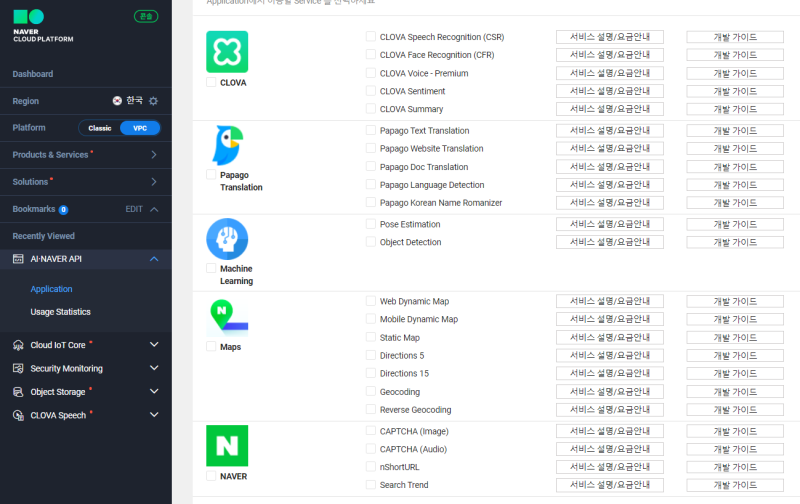 NAVER
CLOUD PLATFORM
콘솔
Dashboard
Region
한국
Platform
Classic
VPC
Products & Services
Solutions
Bookmarks 0
EDIT
Recently Viewed
AI·NAVER API
Application
Usage Statistics
Cloud IoT Core
Security Monitoring
Object Storage
CLOVA Speech
Application에서 이용할 Service 를 선택하세요
CLOVA
CLOVA Speech Recognition (CSR) 서비스 설명/요금안내 개발 가이드
CLOVA Face Recognition (CFR) 서비스 설명/요금안내 개발 가이드
CLOVA Voice - Premium 서비스 설명/요금안내 개발 가이드
CLOVA Sentiment 서비스 설명/요금안내 개발 가이드
CLOVA Summary 서비스 설명/요금안내 개발 가이드
Papago
Translation
Papago Text Translation 서비스 설명/요금안내 개발 가이드
Papago Website Translation 서비스 설명/요금안내 개발 가이드
Papago Doc Translation 서비스 설명/요금안내 개발 가이드
Papago Language Detection 서비스 설명/요금안내 개발 가이드
Papago Korean Name Romanizer 서비스 설명/요금안내 개발 가이드
Machine
Learning
Pose Estimation 서비스 설명/요금안내 개발 가이드
Object Detection 서비스 설명/요금안내 개발 가이드
N
Maps
Web Dynamic Map 서비스 설명/요금안내 개발 가이드
Mobile Dynamic Map 서비스 설명/요금안내 개발 가이드
Static Map 서비스 설명/요금안내 개발 가이드
Directions 5 서비스 설명/요금안내 개발 가이드
Directions 15 서비스 설명/요금안내 개발 가이드
Geocoding 서비스 설명/요금안내 개발 가이드
Reverse Geocoding 서비스 설명/요금안내 개발 가이드
N
NAVER
CAPTCHA (Image) 서비스 설명/요금안내 개발 가이드
CAPTCHA (Audio) 서비스 설명/요금안내 개발 가이드
nShortURL 서비스 설명/요금안내 개발 가이드
Search Trend 서비스 설명/요금안내 개발 가이드